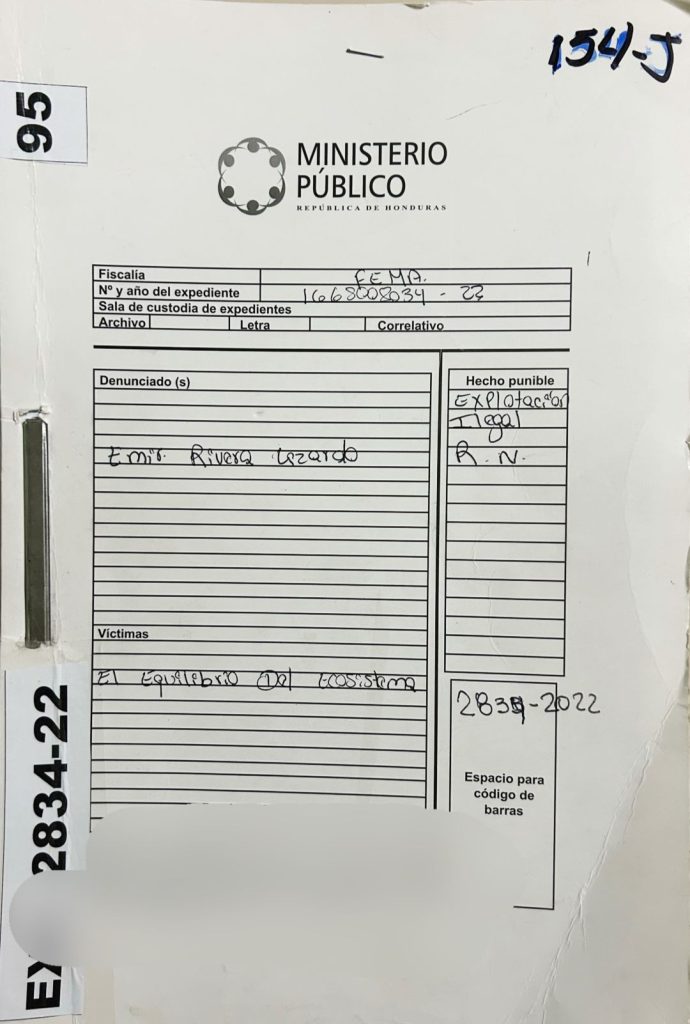 154-J
95
MINISTERIO
PÚBLICO
REPÚBLICA DE HONDURAS
Fiscalía FEMA.
Nº y año del expediente 1668008034 - 22
Sala de custodia de expedientes
Archivo Letra Correlativo
Denunciado (s)
Emir Rivera
Hecho punible
Explotación
Ilegal
R. N.
Víctimas
El Equilibrio Del Ecosistema
2834-2022
Espacio para
código de
barras
2834-22